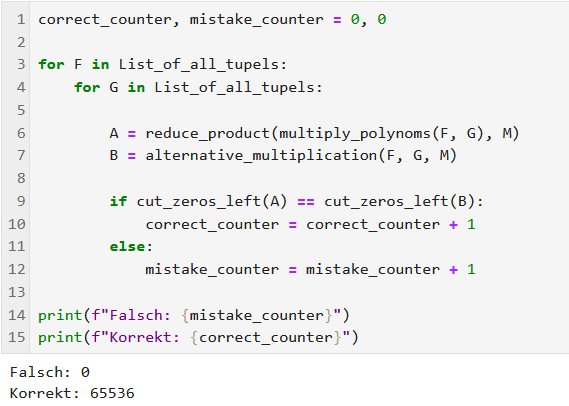 1 correct_counter, mistake_counter = 0, 0
2
3 for F in List_of_all_tupels:
4     for G in List_of_all_tupels:
5
6         A = reduce_product(multiply_polynoms(F, G), M)
7         B = alternative_multiplication(F, G, M)
8
9         if cut_zeros_left(A) == cut_zeros_left(B):
10             correct_counter = correct_counter + 1
11         else:
12             mistake_counter = mistake_counter + 1
13
14 print(f"Falsch: {mistake_counter}")
15 print(f"Korrekt: {correct_counter}")
Falsch: 0
Korrekt: 65536